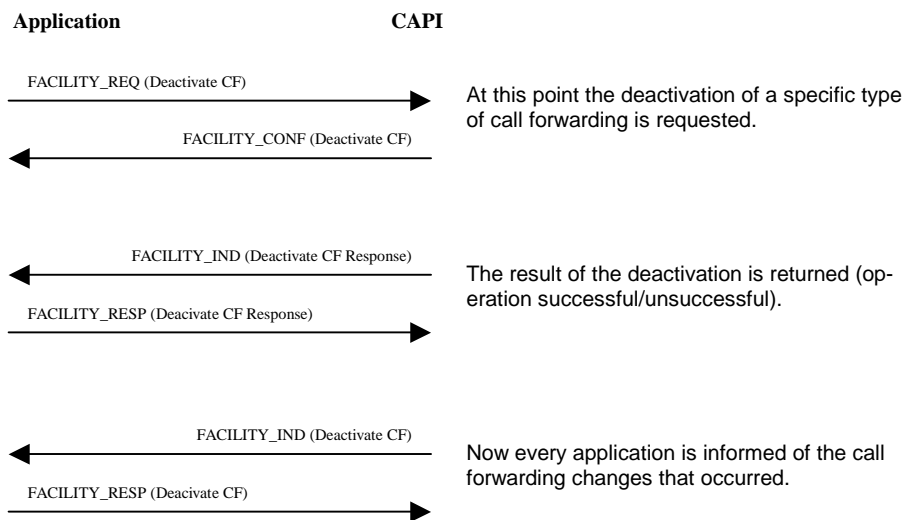 Application CAPI
FACILITY_REQ (Deactivate CF)
At this point the deactivation of a specific type
of call forwarding is requested.
FACILITY_CONF (Deactivate CF)
FACILITY_IND (Deactivate CF Response)
The result of the deactivation is returned (op-
eration successful/unsuccessful).
FACILITY_RESP (Deacivate CF Response)
FACILITY_IND (Deactivate CF)
Now every application is informed of the call
forwarding changes that occurred.
FACILITY_RESP (Deacivate CF)